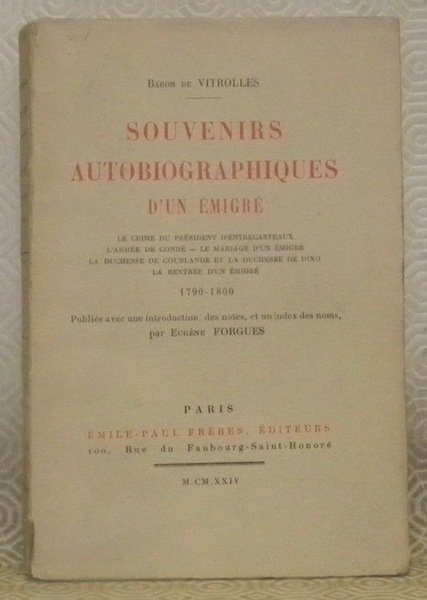 BARON DE VITROLLES
SOUVENIRS
AUTOBIOGRAPHIQUES
D'UN ÉMIGRÉ
LE CRIME DU PRÉSIDENT D'ENTRECASTEAUX
L'ARMÉE DE CONDÉ — LE MARIAGE D'UN ÉMIGRÉ
LA DUCHESSE DE COURLANDE ET LA DUCHESSE DE DINO
LA RENTRÉE D'UN ÉMIGRÉ
1790-1800
Publiés avec une introduction, des notes, et un index des noms,
par EUGÈNE FORGUES
PARIS
ÉMILE-PAUL FRÈRES, ÉDITEURS
100, Rue du Faubourg-Saint-Honoré
M.CM.XXIV